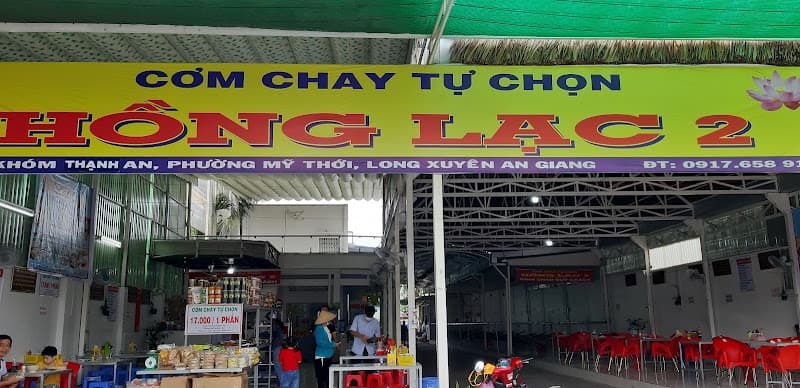 CƠM CHAY TỰ CHỌN
HỒNG LẠC 2
KHÓM THẠNH AN, PHƯỜNG MỸ THỚI, LONG XUYÊN AN GIANG ĐT: 0917.658 9
CƠM CHAY TỰ CHỌN
17.000 / 1 PHẦN